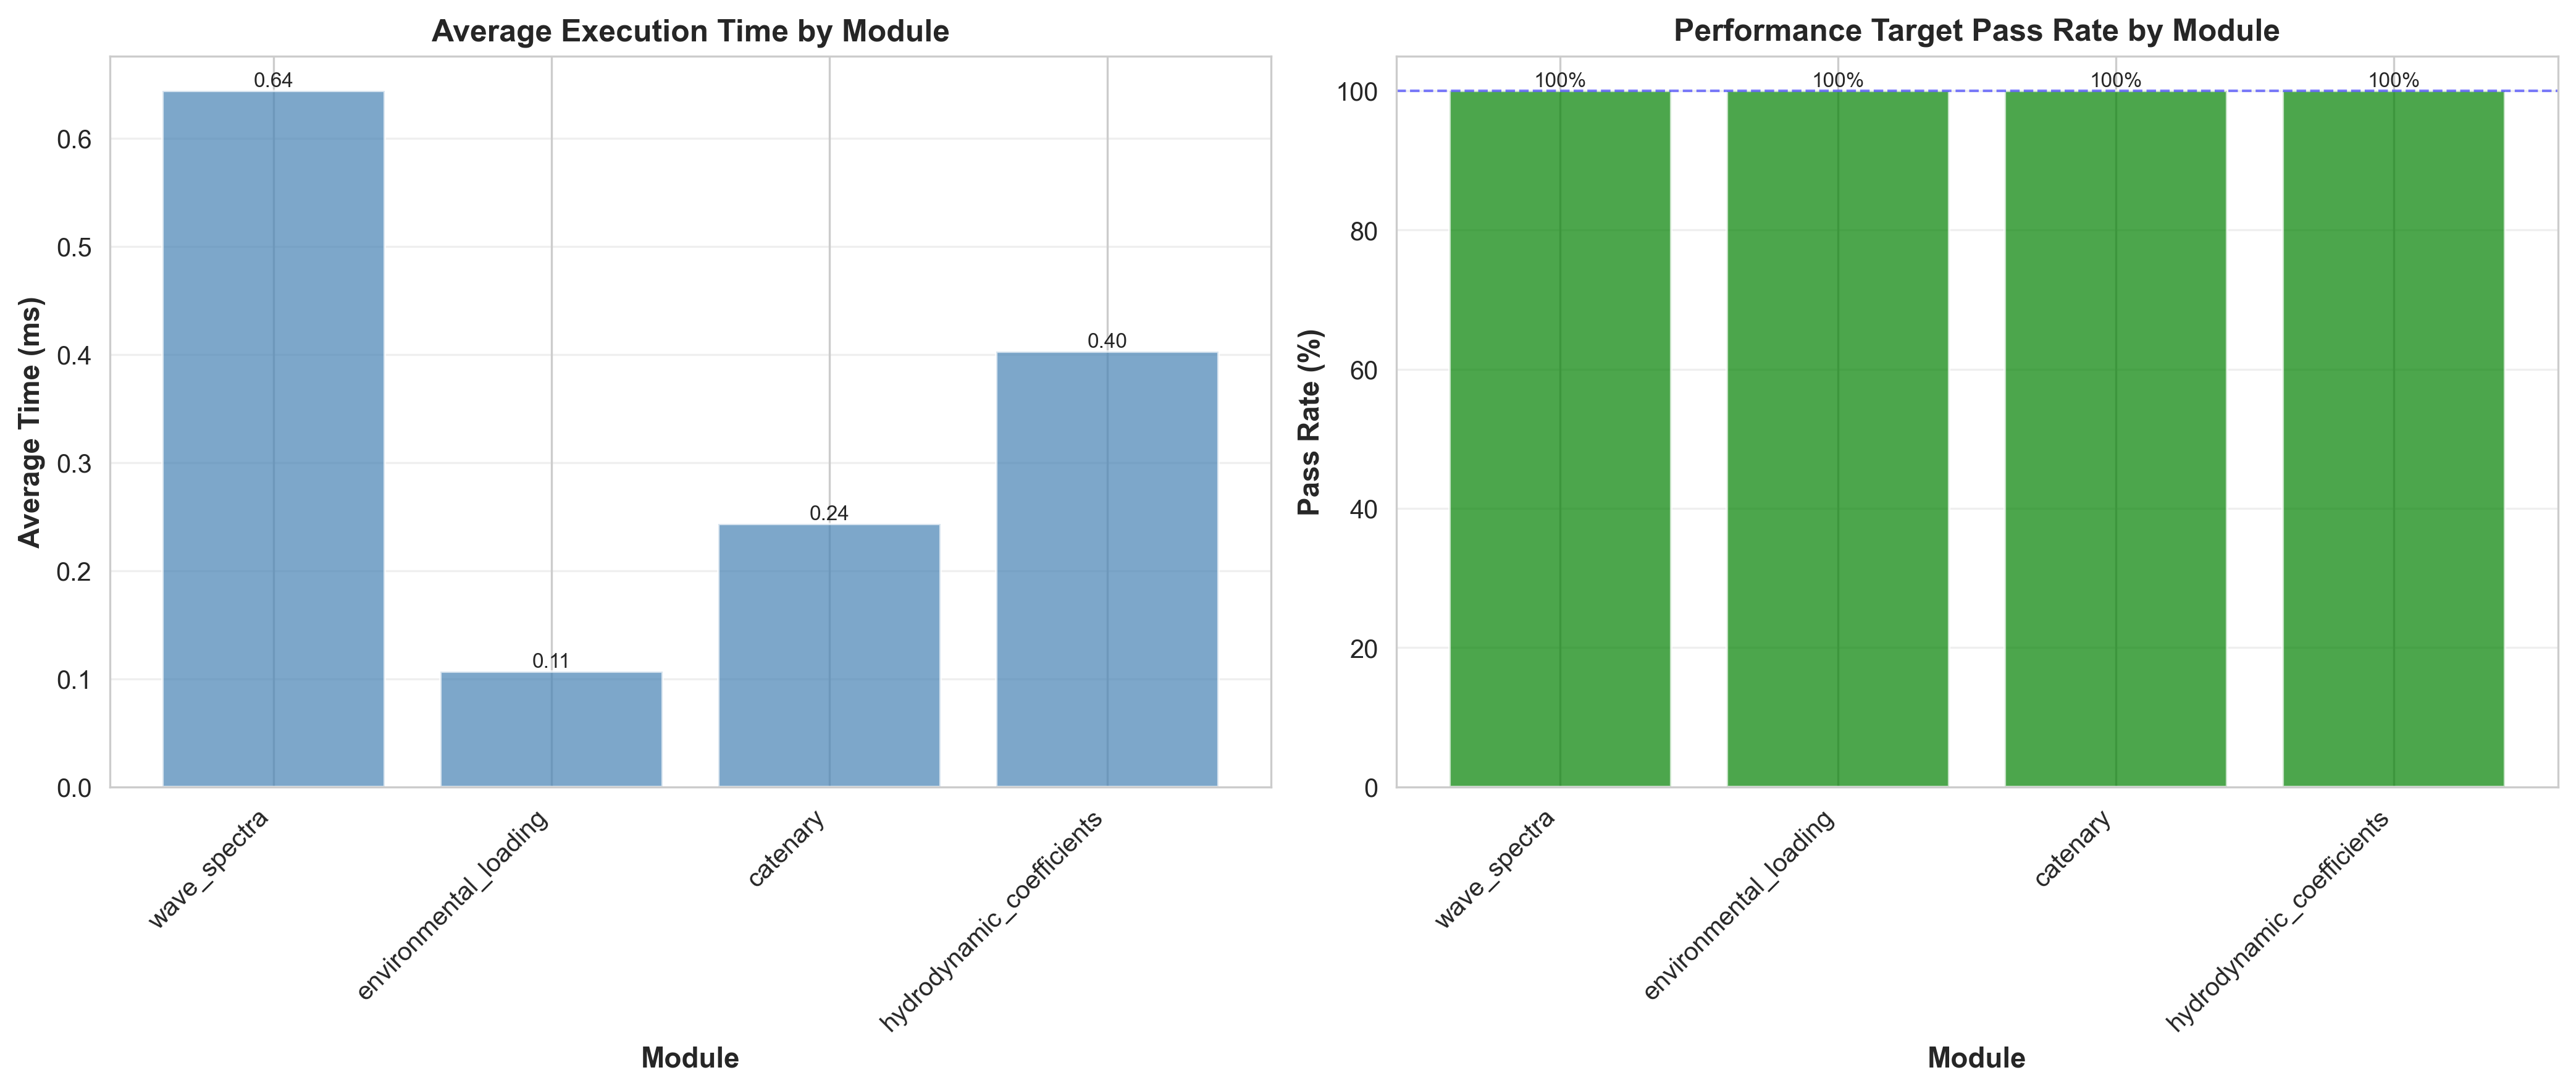 Average Execution Time by Module
Average Time (ms)
0.6
0.5
0.4
0.3
0.2
0.1
0.0
0.64
0.11
0.24
0.40
wave_spectra
environmental_loading
catenary
hydrodynamic_coefficients
Module
Performance Target Pass Rate by Module
Pass Rate (%)
100
80
60
40
20
0
100%
100%
100%
100%
wave_spectra
environmental_loading
catenary
hydrodynamic_coefficients
Module